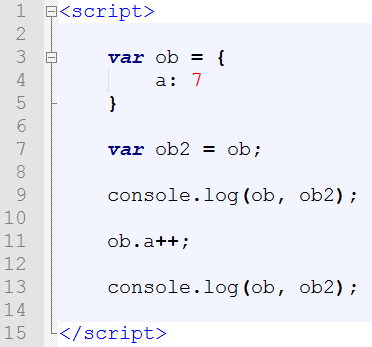 1 <script>
2
3 var ob = {
4 a: 7
5 }
6
7 var ob2 = ob;
8
9 console.log(ob, ob2);
10
11 ob.a++;
12
13 console.log(ob, ob2);
14
15 </script>